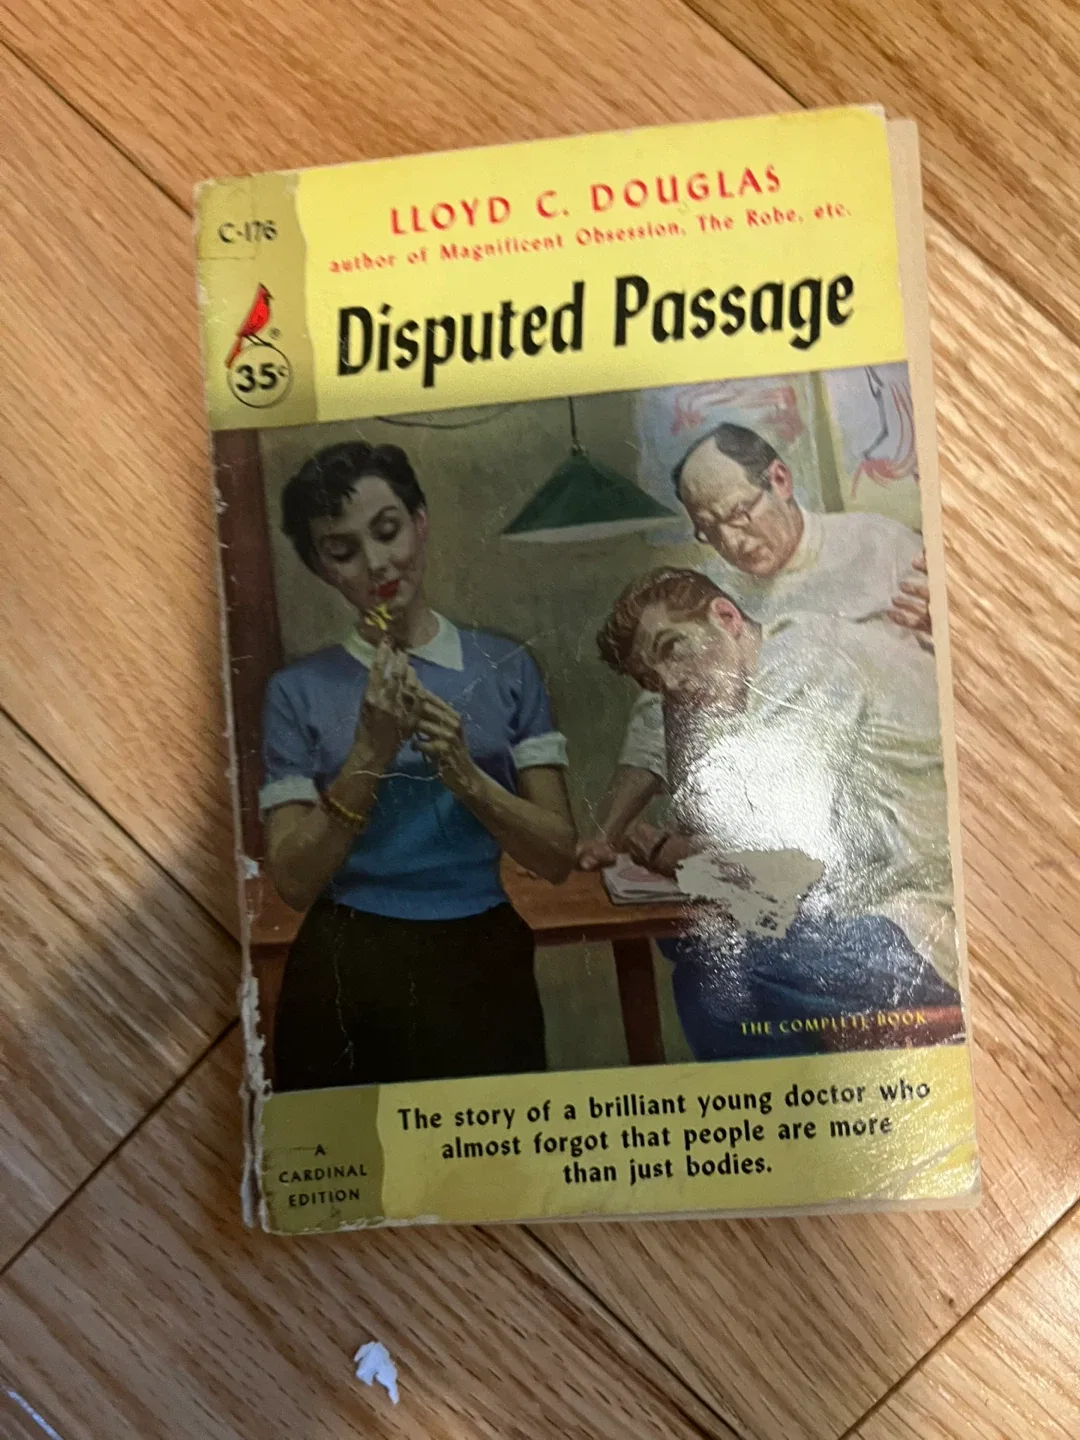 C-176
LLOYD C. DOUGLAS
author of Magnificent Obsession, The Robe, etc.
Disputed Passage
®
35¢
THE COMPLETE BOOK
The story of a brilliant young doctor who
almost forgot that people are more
than just bodies.
A
CARDINAL
EDITION